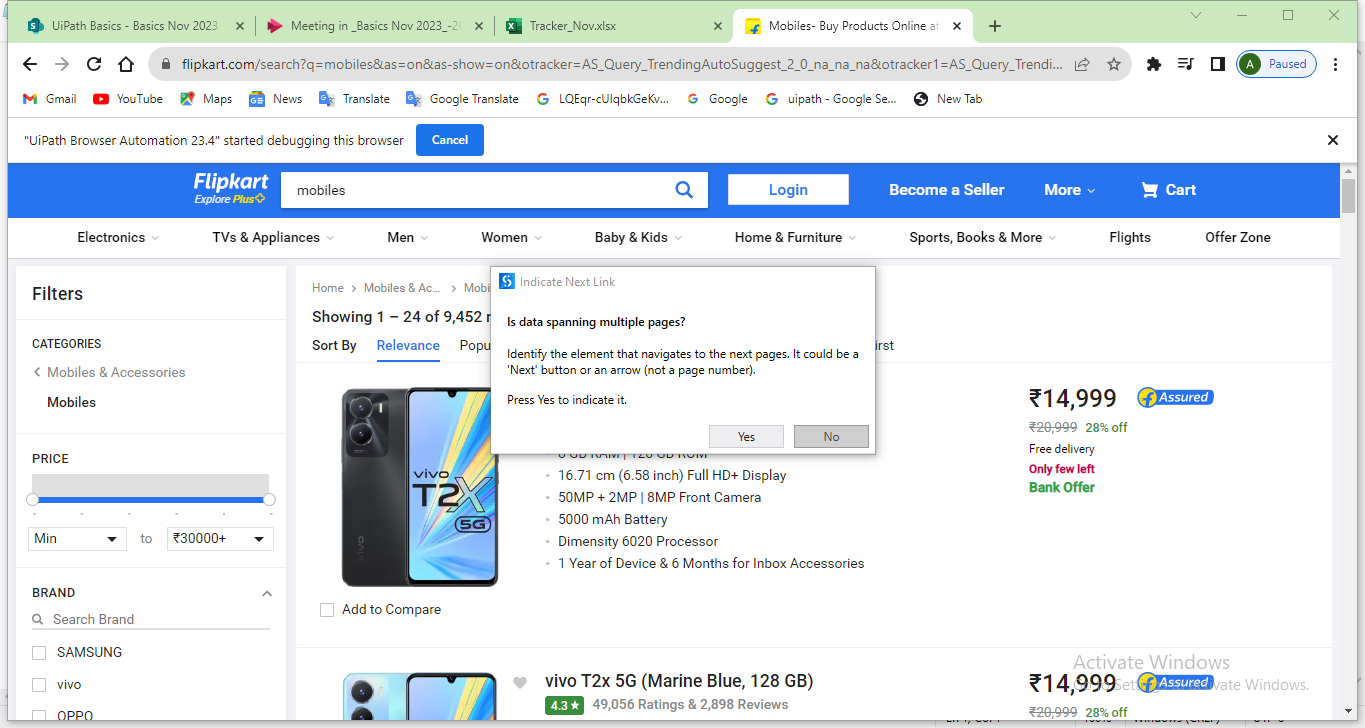 UiPath Basics - Basics Nov 2023
Meeting in _Basics Nov 2023_-20
Tracker_Nov.xlsx
Mobiles- Buy Products Online at
flipkart.com/search?q=mobiles&as=on&as-show=on&otracker=AS_Query_TrendingAutoSuggest_2_0_na_na_na&otracker1=AS_Query_Trendi...
A Paused
Gmail YouTube Maps News Translate Google Translate LQEqr-cUIqbkGeKv... Google uipath - Google Se... New Tab
"UiPath Browser Automation 23.4" started debugging this browser Cancel
Flipkart
Explore Plus
mobiles
Login
Become a Seller
More
Cart
Electronics TVs & Appliances Men Women Baby & Kids Home & Furniture Sports, Books & More Flights Offer Zone
Filters
CATEGORIES
Mobiles & Accessories
Mobiles
PRICE
Min to ₹30000+
BRAND
Search Brand
SAMSUNG
vivo
OPPO
Home > Mobiles & Ac... > Mobi
Showing 1 – 24 of 9,452 r
Sort By Relevance Popu
irst
Indicate Next Link
Is data spanning multiple pages?
Identify the element that navigates to the next pages. It could be a
'Next' button or an arrow (not a page number).
Press Yes to indicate it.
Yes No
vivo
T2X
5G
vivo
8 GB RAM | 128 GB ROM
16.71 cm (6.58 inch) Full HD+ Display
50MP + 2MP | 8MP Front Camera
5000 mAh Battery
Dimensity 6020 Processor
1 Year of Device & 6 Months for Inbox Accessories
Add to Compare
₹14,999 Assured
₹20,999 28% off
Free delivery
Only few left
Bank Offer
vivo T2x 5G (Marine Blue, 128 GB)
4.3★ 49,056 Ratings & 2,898 Reviews
₹14,999 Assured
₹20,999 28% off
Activate Windows
Go to Settings to activate Windows.